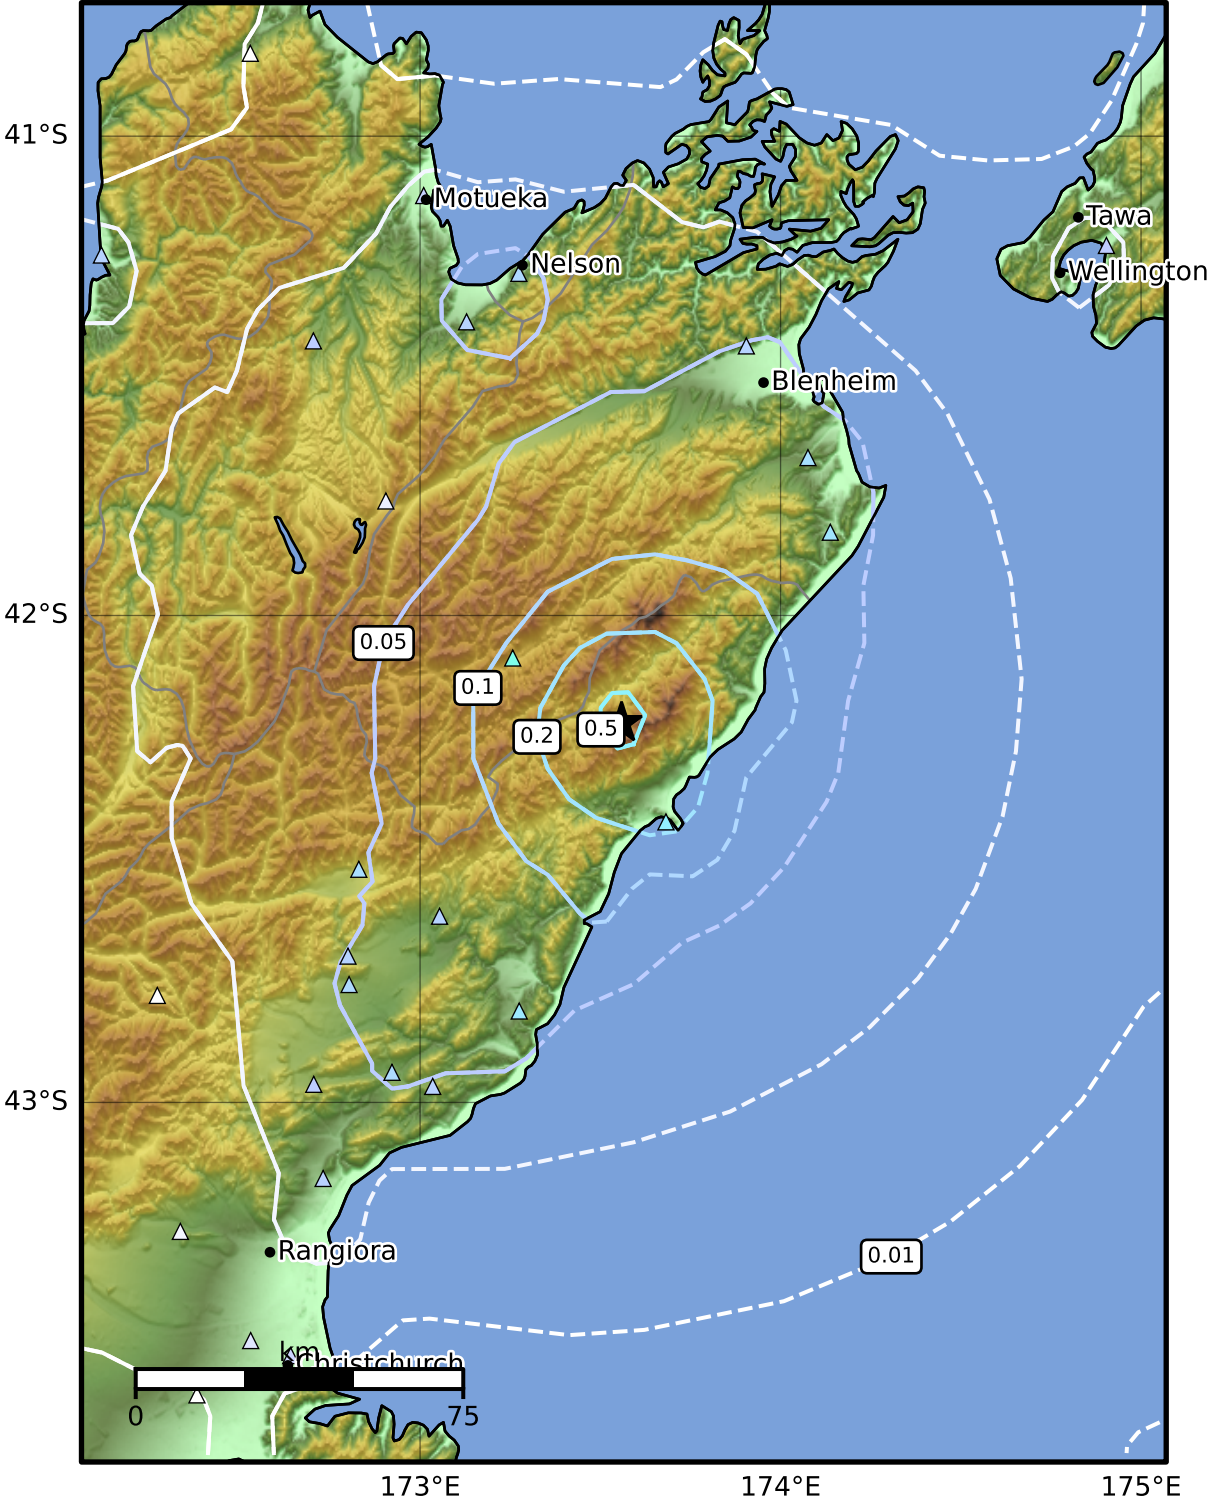 41°S
Motueka
Tawa
Nelson
Wellington
Blenheim
42°S
0.05
0.1
0.2
0.5
43°S
Rangiora
0.01
km
Christchurch
0
75
173°E
174°E
175°E